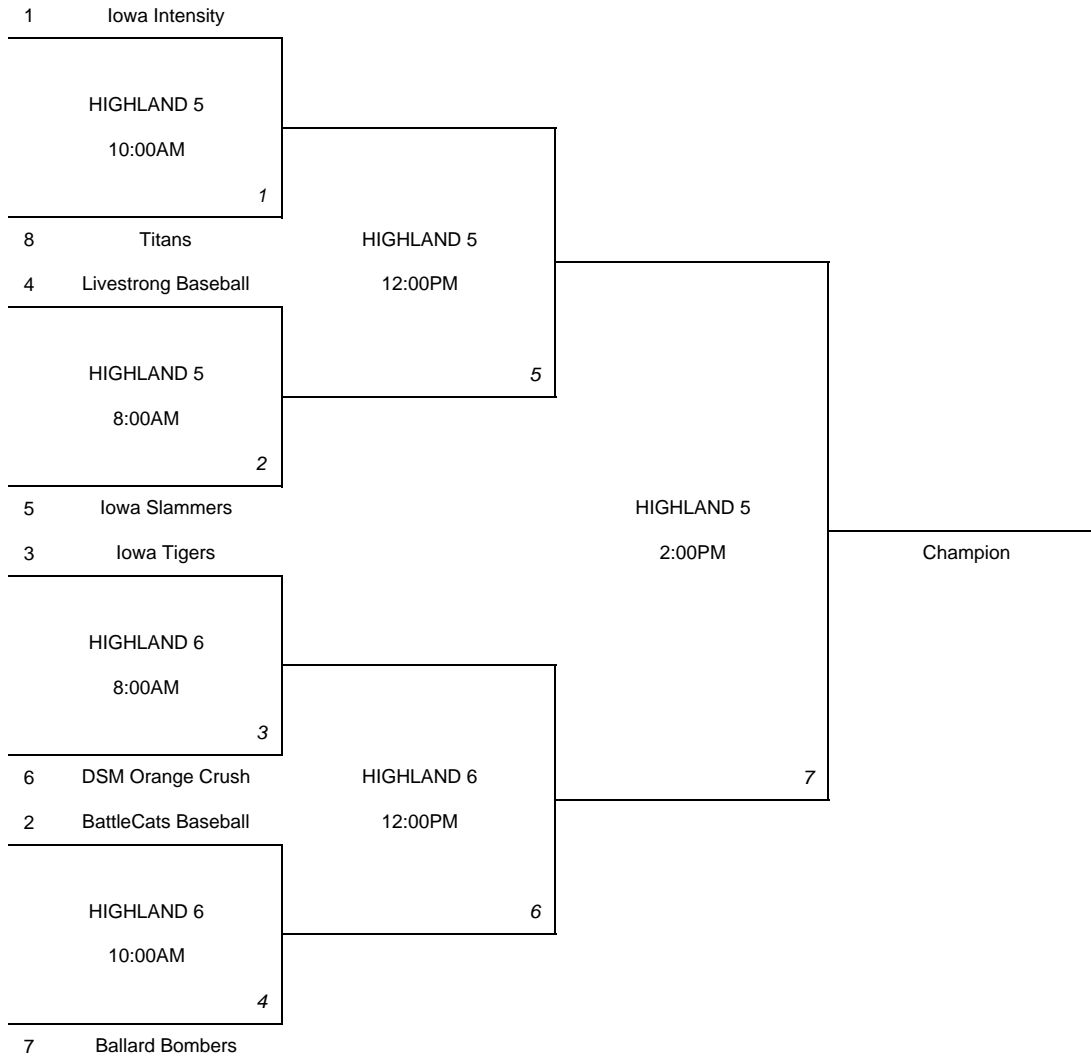 1 Iowa Intensity
HIGHLAND 5
10:00AM
1
8 Titans
HIGHLAND 5
4 Livestrong Baseball
12:00PM
HIGHLAND 5
5
8:00AM
2
5 Iowa Slammers
HIGHLAND 5
3 Iowa Tigers
2:00PM
Champion
HIGHLAND 6
8:00AM
3
6 DSM Orange Crush
HIGHLAND 6
7
2 BattleCats Baseball
12:00PM
HIGHLAND 6
6
10:00AM
4
7 Ballard Bombers